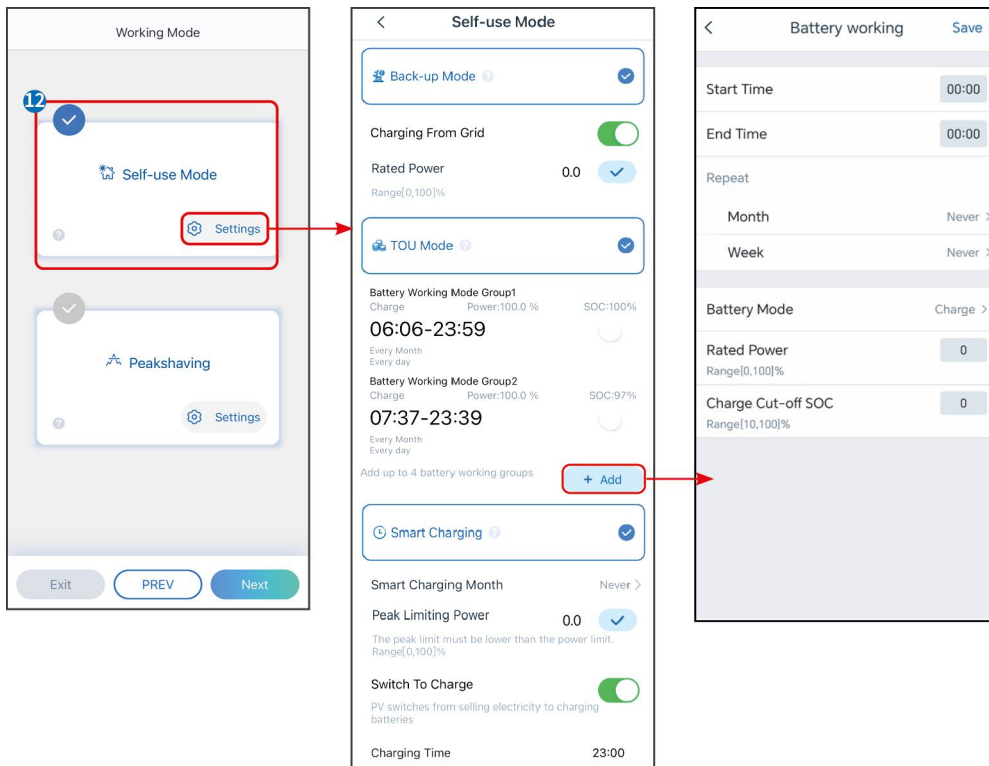 Working Mode
12
Self-use Mode
?
Settings
Peakshaving
?
Settings
Exit PREV Next
Self-use Mode
Back-up Mode ?
Charging From Grid
Rated Power 0.0
Range[0,100]%
TOU Mode ?
Battery Working Mode Group1
Charge Power:100.0 % SOC:100%
06:06-23:59
Every Month
Every day
Battery Working Mode Group2
Charge Power:100.0 % SOC:97%
07:37-23:39
Every Month
Every day
Add up to 4 battery working groups
+ Add
Smart Charging ?
Smart Charging Month Never >
Peak Limiting Power 0.0
The peak limit must be lower than the power limit.
Range[0,100]%
Switch To Charge
PV switches from selling electricity to charging
batteries
Charging Time 23:00
< Battery working Save
Start Time 00:00
End Time 00:00
Repeat
Month Never >
Week Never >
Battery Mode Charge >
Rated Power 0
Range[0,100]%
Charge Cut-off SOC 0
Range[10,100]%